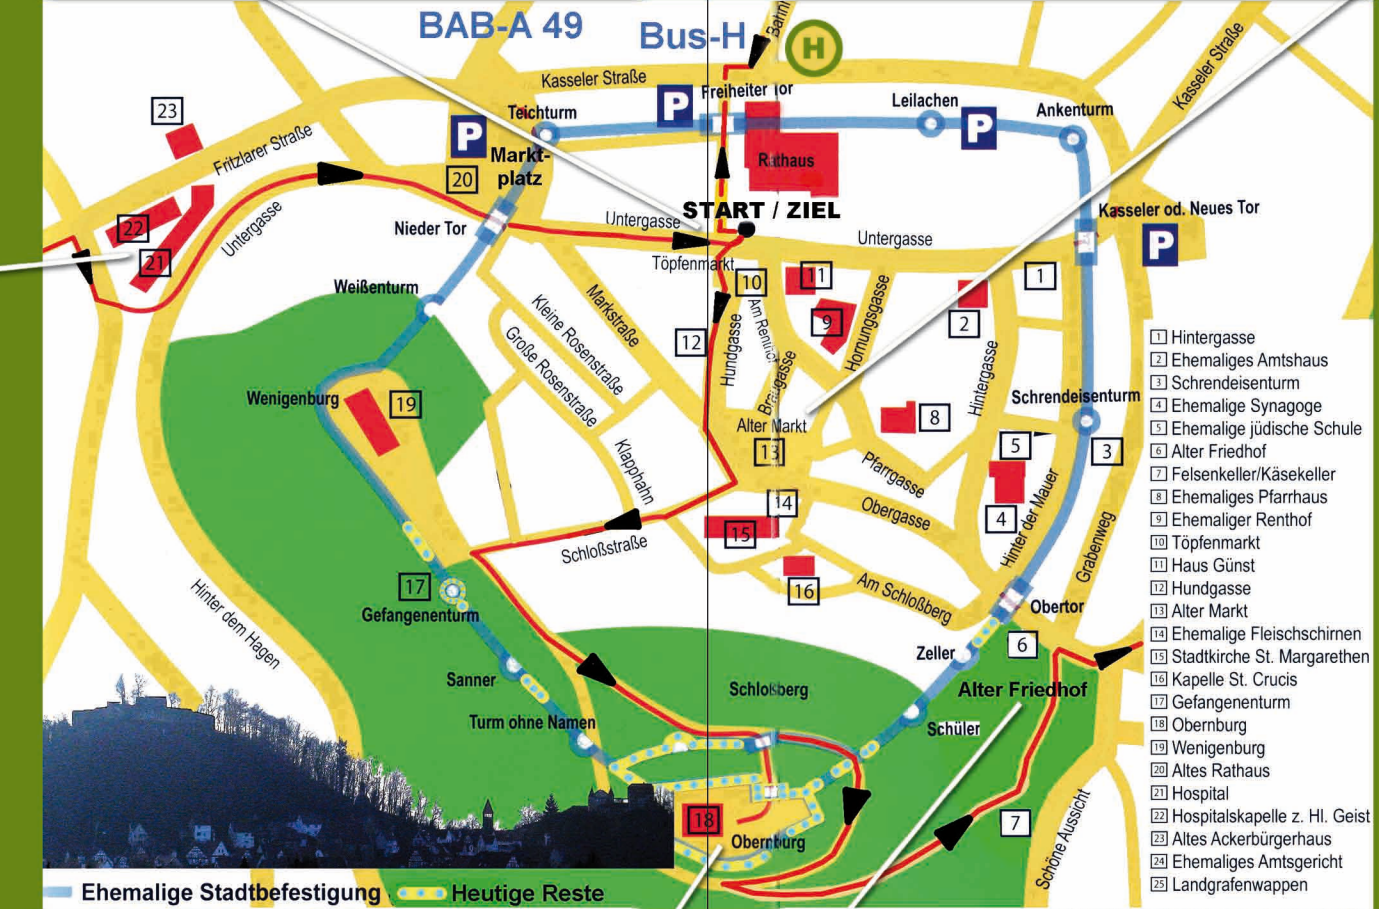 BAB-A 49
Bus-H
H
Kasseler Straße
Kasseler Straße
P
Freiheiter Tor
Leilachen
P
Ankenturm
23
Teichturm
P
Markt-
platz
Fritzlarer Straße
Rathaus
20
START / ZIEL
Kasseler od. Neues Tor
P
Nieder Tor
Untergasse
Untergasse
Untergasse
22
21
Töpfenmarkt
10
11
1
Weißenturm
Kleine Rosenstraße
Markstraße
Große Rosenstraße
12
Hundgasse
Am Renthof
Braugasse
9
Hornungsgasse
2
Hintergasse
Wenigenburg
19
Schrendeisenturm
8
Alter Markt
13
5
3
Klapphahn
Pfarrgasse
Obergasse
14
4
Hinter der Mauer
Grabenweg
15
Schloßstraße
16
Am Schloßberg
17
Gefangenenturm
Obertor
6
Hinter dem Hagen
Zeller
Sanner
Schloßberg
Alter Friedhof
Turm ohne Namen
Schüler
18
Obernburg
7
Schöne Aussicht
1 Hintergasse
2 Ehemaliges Amtshaus
3 Schrendeisenturm
4 Ehemalige Synagoge
5 Ehemalige jüdische Schule
6 Alter Friedhof
7 Felsenkeller/Käsekeller
8 Ehemaliges Pfarrhaus
9 Ehemaliger Renthof
10 Töpfenmarkt
11 Haus Günst
12 Hundgasse
13 Alter Markt
14 Ehemalige Fleischschirnen
15 Stadtkirche St. Margarethen
16 Kapelle St. Crucis
17 Gefangenenturm
18 Obernburg
19 Wenigenburg
20 Altes Rathaus
21 Hospital
22 Hospitalskapelle z. Hl. Geist
23 Altes Ackerbürgerhaus
24 Ehemaliges Amtsgericht
25 Landgrafenwappen
Ehemalige Stadtbefestigung
Heutige Reste